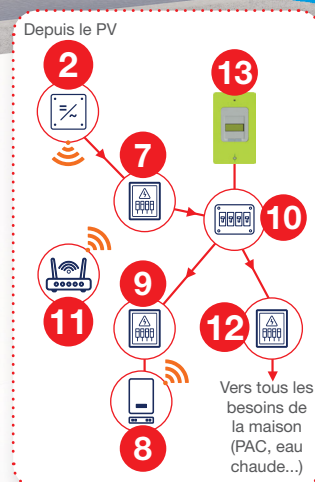 Depuis le PV
2
13
7
10
11
9
12
8
Vers tous les
besoins de
la maison
(PAC, eau
chaude...)